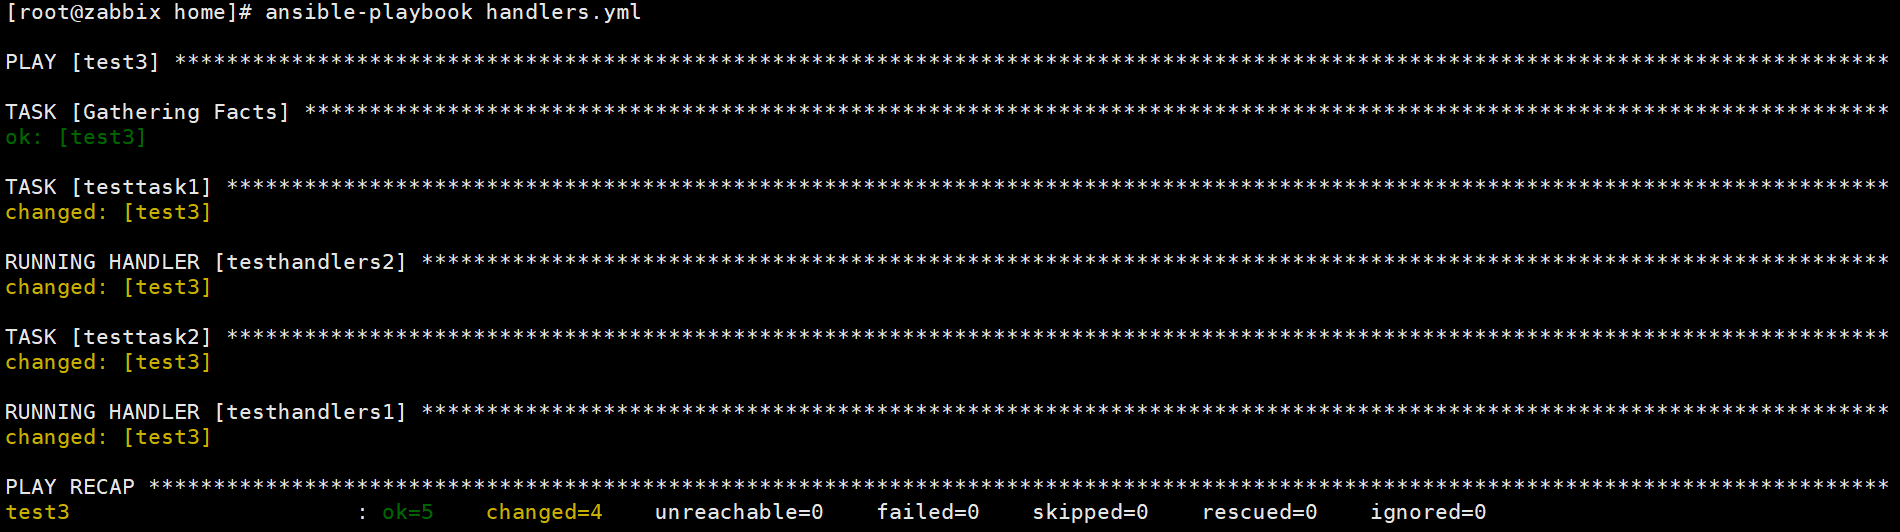 [root@zabbix home]# ansible-playbook handlers.yml
PLAY [test3] ************************************************************************************************************************************
TASK [Gathering Facts] **************************************************************************************************************************
ok: [test3]
TASK [testtask1] ********************************************************************************************************************************
changed: [test3]
RUNNING HANDLER [testhandlers2] *****************************************************************************************************************
changed: [test3]
TASK [testtask2] ********************************************************************************************************************************
changed: [test3]
RUNNING HANDLER [testhandlers1] *****************************************************************************************************************
changed: [test3]
PLAY RECAP **************************************************************************************************************************************
test3                      : ok=5    changed=4    unreachable=0    failed=0    skipped=0    rescued=0    ignored=0